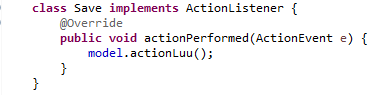 class Save implements ActionListener {
@Override
public void actionPerformed(ActionEvent e) {
model.actionLuu();
}
}